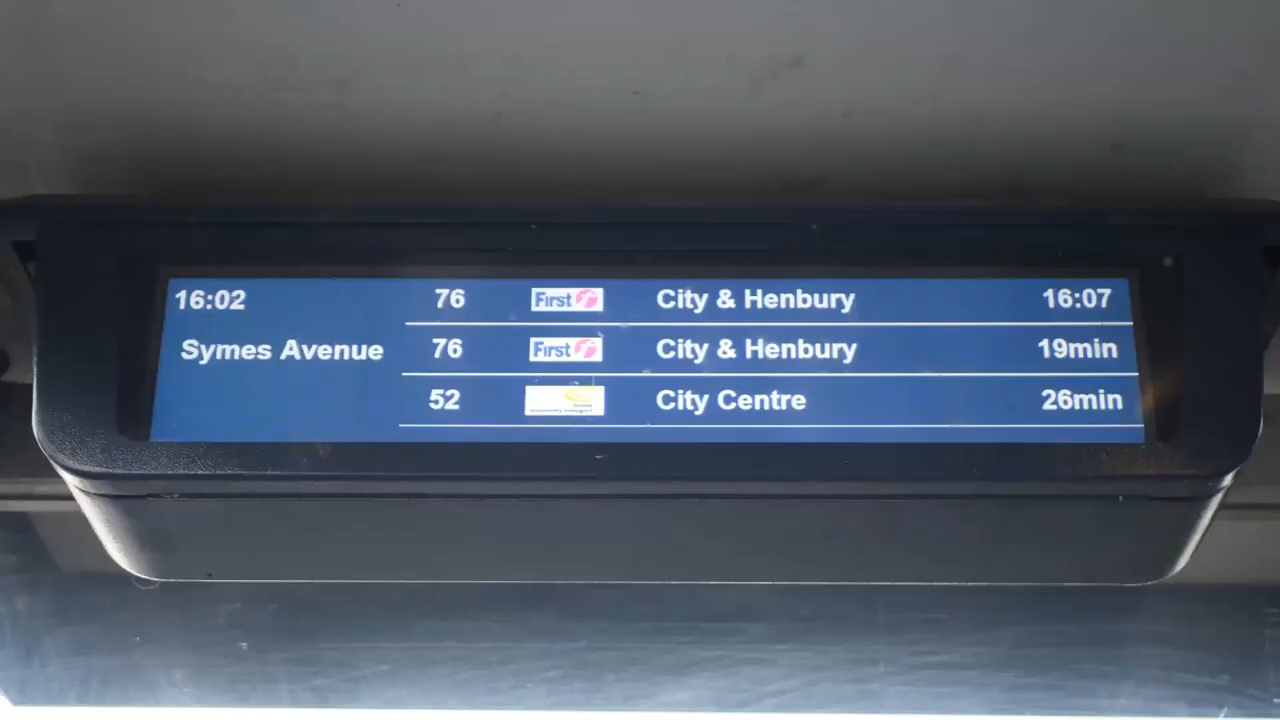 16:02 76 First City & Henbury 16:07
Symes Avenue 76 First City & Henbury 19min
52 City Centre 26min